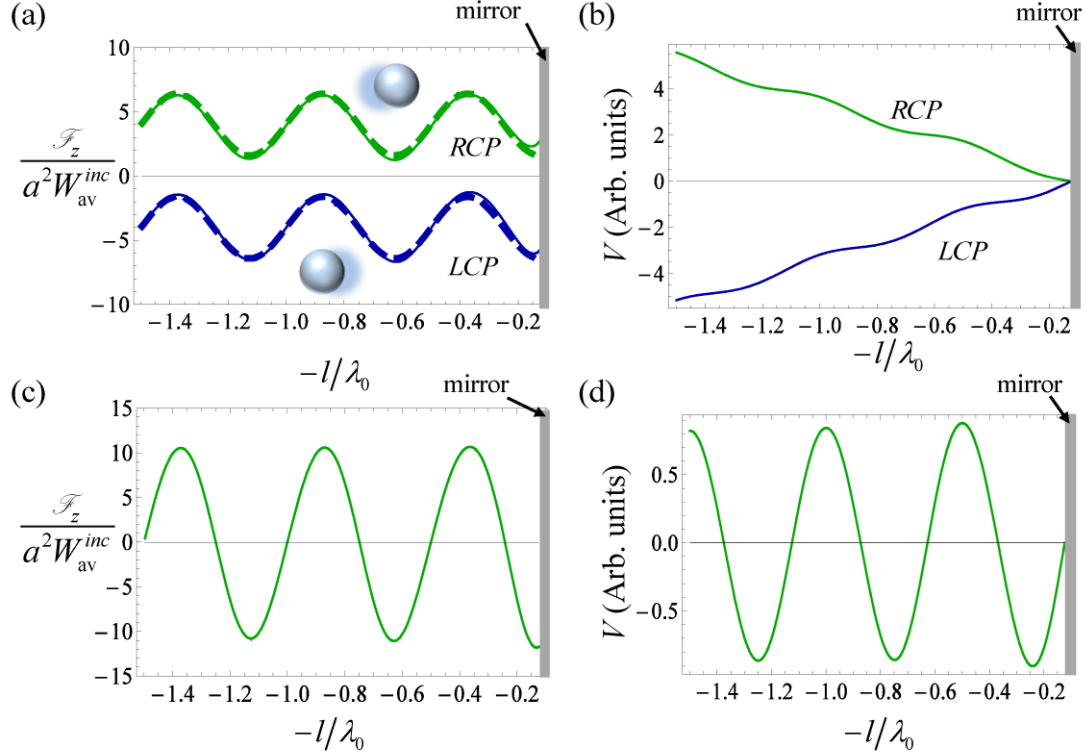 (a)
mirror
10
5
0
−5
−10
ℱz
a²W^inc_av
RCP
LCP
−1.4 −1.2 −1.0 −0.8 −0.6 −0.4 −0.2
−l/λ₀
(b)
mirror
4
2
0
−2
−4
V (Arb. units)
RCP
LCP
−1.4 −1.2 −1.0 −0.8 −0.6 −0.4 −0.2
−l/λ₀
(c)
mirror
15
10
5
0
−5
−10
−15
ℱz
a²W^inc_av
−1.4 −1.2 −1.0 −0.8 −0.6 −0.4 −0.2
−l/λ₀
(d)
mirror
0.5
0.0
−0.5
V (Arb. units)
−1.4 −1.2 −1.0 −0.8 −0.6 −0.4 −0.2
−l/λ₀